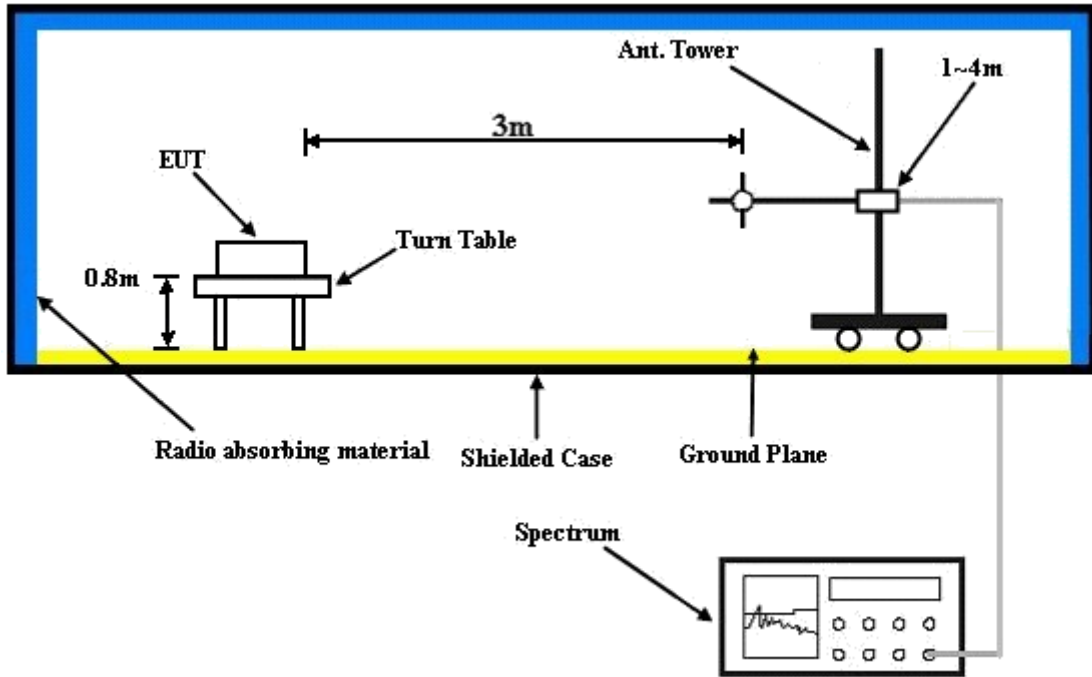 Ant. Tower
1~4m
3m
EUT
Turn Table
0.8m
Radio absorbing material
Shielded Case
Ground Plane
Spectrum